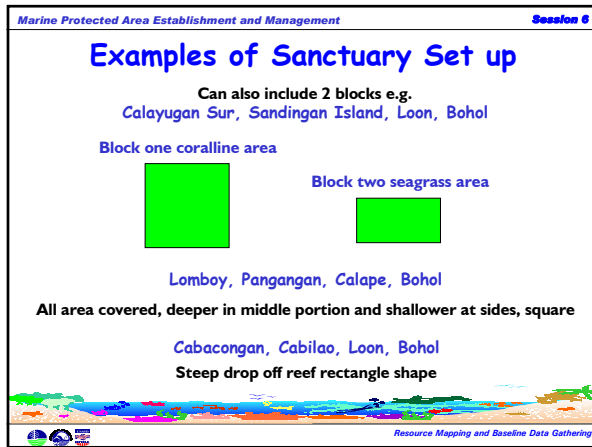 Marine Protected Area Establishment and Management
Session 6
Examples of Sanctuary Set up
Can also include 2 blocks e.g.
Calayugan Sur, Sandingan Island, Loon, Bohol
Block one coralline area
Block two seagrass area
Lomboy, Pangangan, Calape, Bohol
All area covered, deeper in middle portion and shallower at sides, square
Cabacongan, Cabilao, Loon, Bohol
Steep drop off reef rectangle shape
Resource Mapping and Baseline Data Gathering